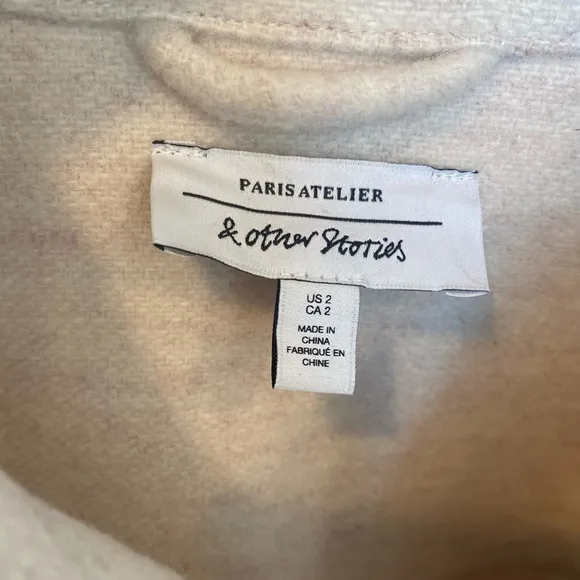 PARIS ATELIER
& other Stories
US 2
CA 2
MADE IN
CHINA
FABRIQUÉ EN
CHINE